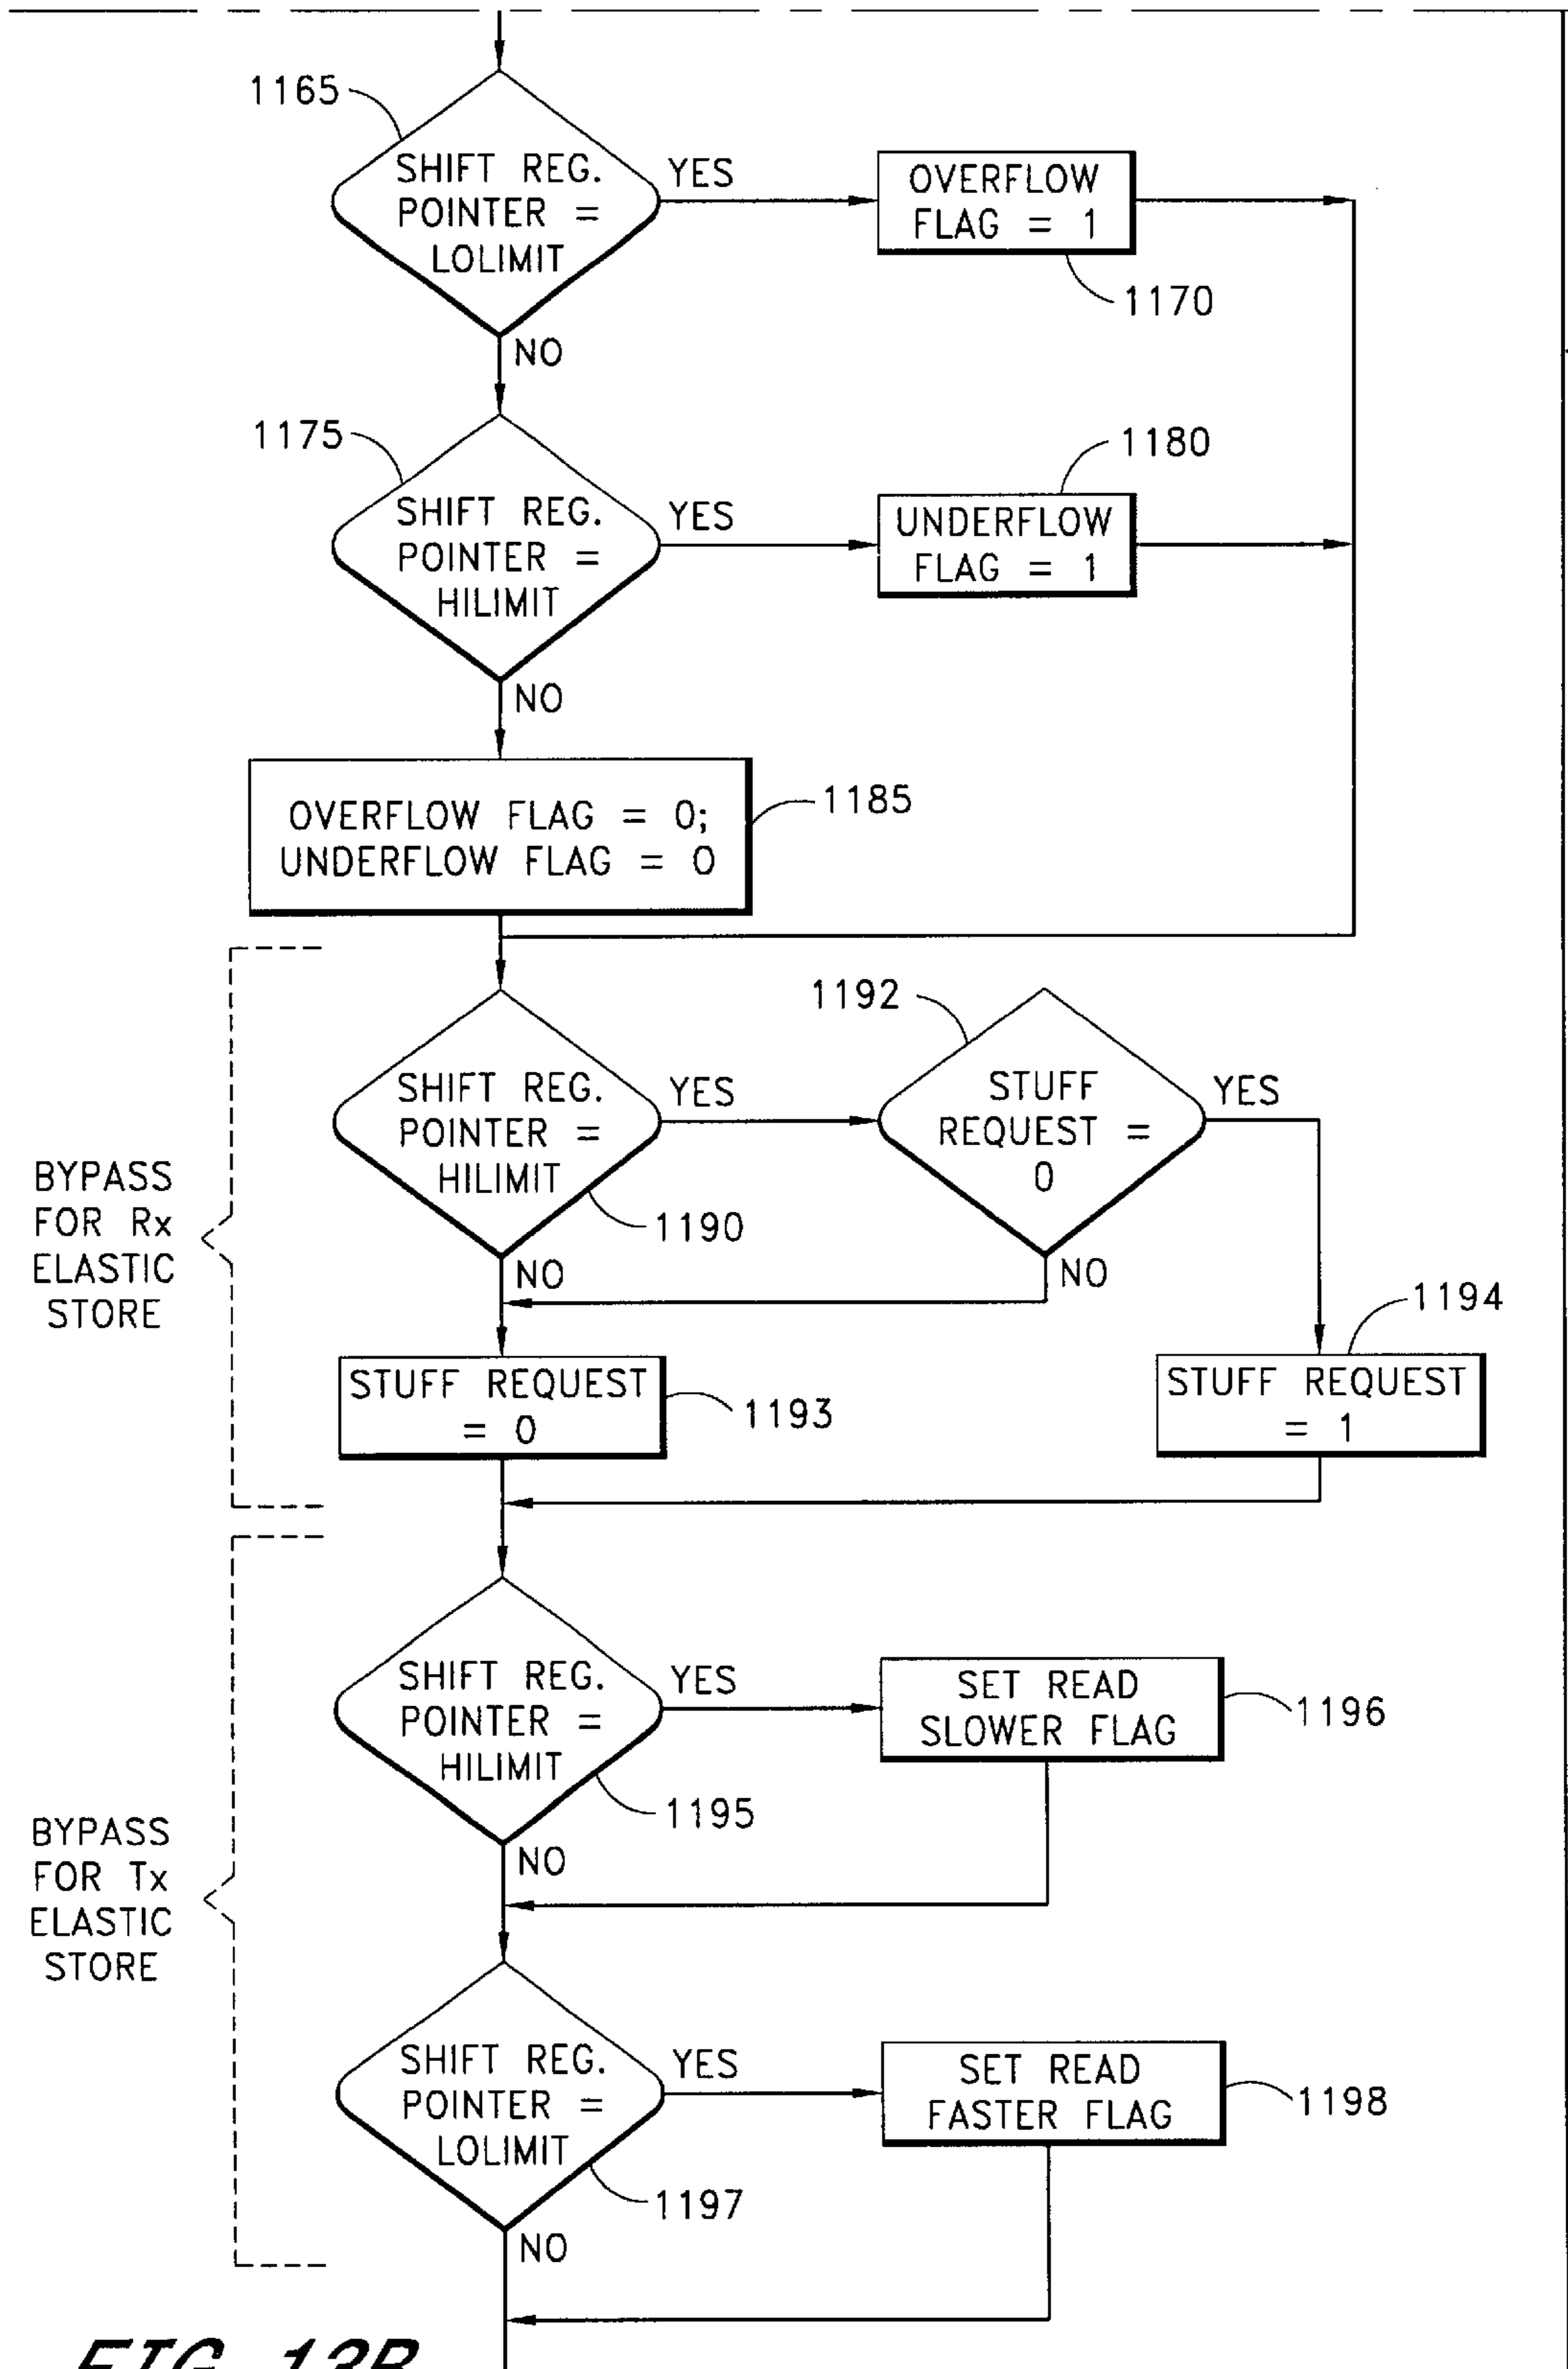 1165
SHIFT REG.
POINTER =
LOLIMIT
YES
OVERFLOW
FLAG = 1
1170
NO
1175
SHIFT REG.
POINTER =
HILIMIT
YES
1180
UNDERFLOW
FLAG = 1
NO
OVERFLOW FLAG = 0;
UNDERFLOW FLAG = 0
1185
BYPASS
FOR Rx
ELASTIC
STORE
SHIFT REG.
POINTER =
HILIMIT
YES
1190
NO
1192
STUFF
REQUEST =
0
YES
NO
STUFF REQUEST
= 0
1193
1194
STUFF REQUEST
= 1
BYPASS
FOR Tx
ELASTIC
STORE
SHIFT REG.
POINTER =
HILIMIT
YES
1195
NO
SET READ
SLOWER FLAG
1196
SHIFT REG.
POINTER =
LOLIMIT
YES
1197
NO
SET READ
FASTER FLAG
1198
FIG. 13B